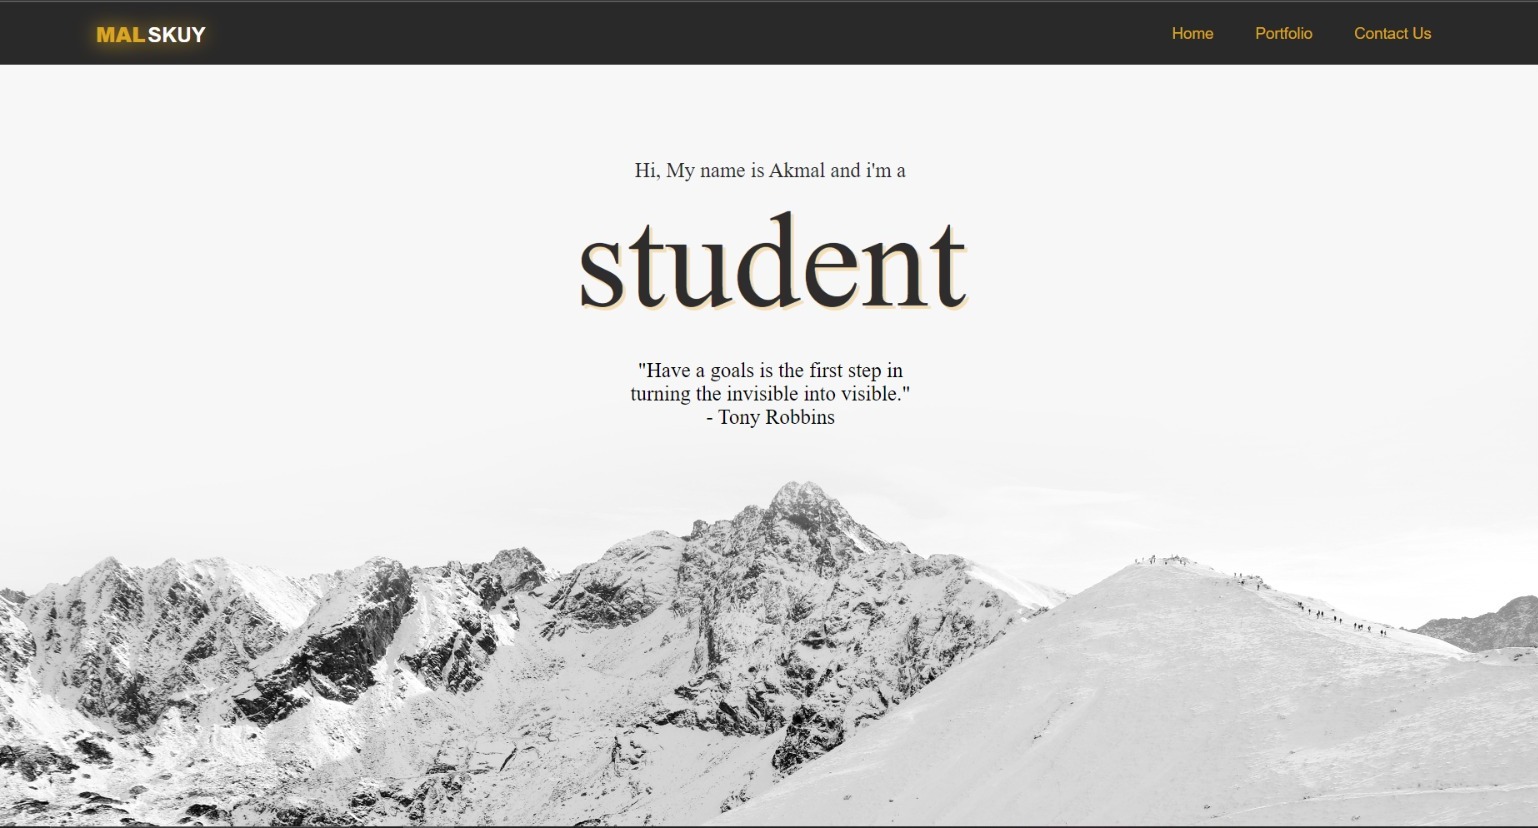 MALSKUY
Home
Portfolio
Contact Us
Hi, My name is Akmal and i'm a
student
"Have a goals is the first step in
turning the invisible into visible."
- Tony Robbins